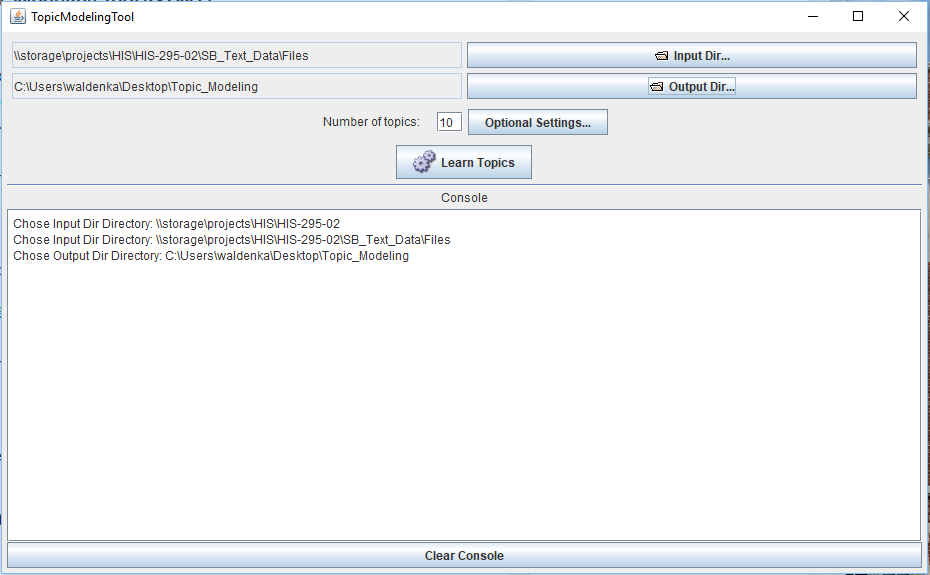 TopicModelingTool
\\storage\projects\HIS\HIS-295-02\SB_Text_Data\Files
Input Dir...
C:\Users\waldenka\Desktop\Topic_Modeling
Output Dir...
Number of topics: 10 Optional Settings...
Learn Topics
Console
Chose Input Dir Directory: \\storage\projects\HIS\HIS-295-02
Chose Input Dir Directory: \\storage\projects\HIS\HIS-295-02\SB_Text_Data\Files
Chose Output Dir Directory: C:\Users\waldenka\Desktop\Topic_Modeling
Clear Console